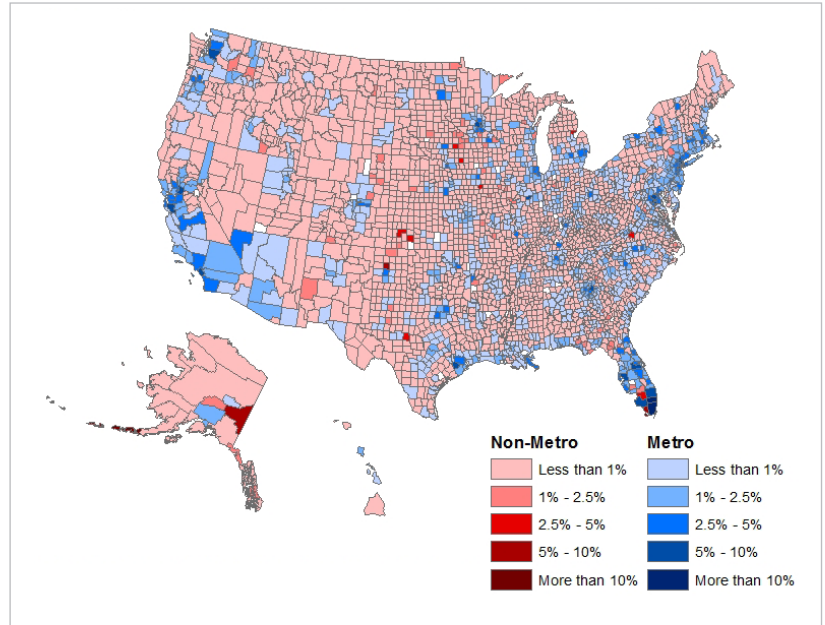 Non-Metro Metro
Less than 1% Less than 1%
1% - 2.5% 1% - 2.5%
2.5% - 5% 2.5% - 5%
5% - 10% 5% - 10%
More than 10% More than 10%